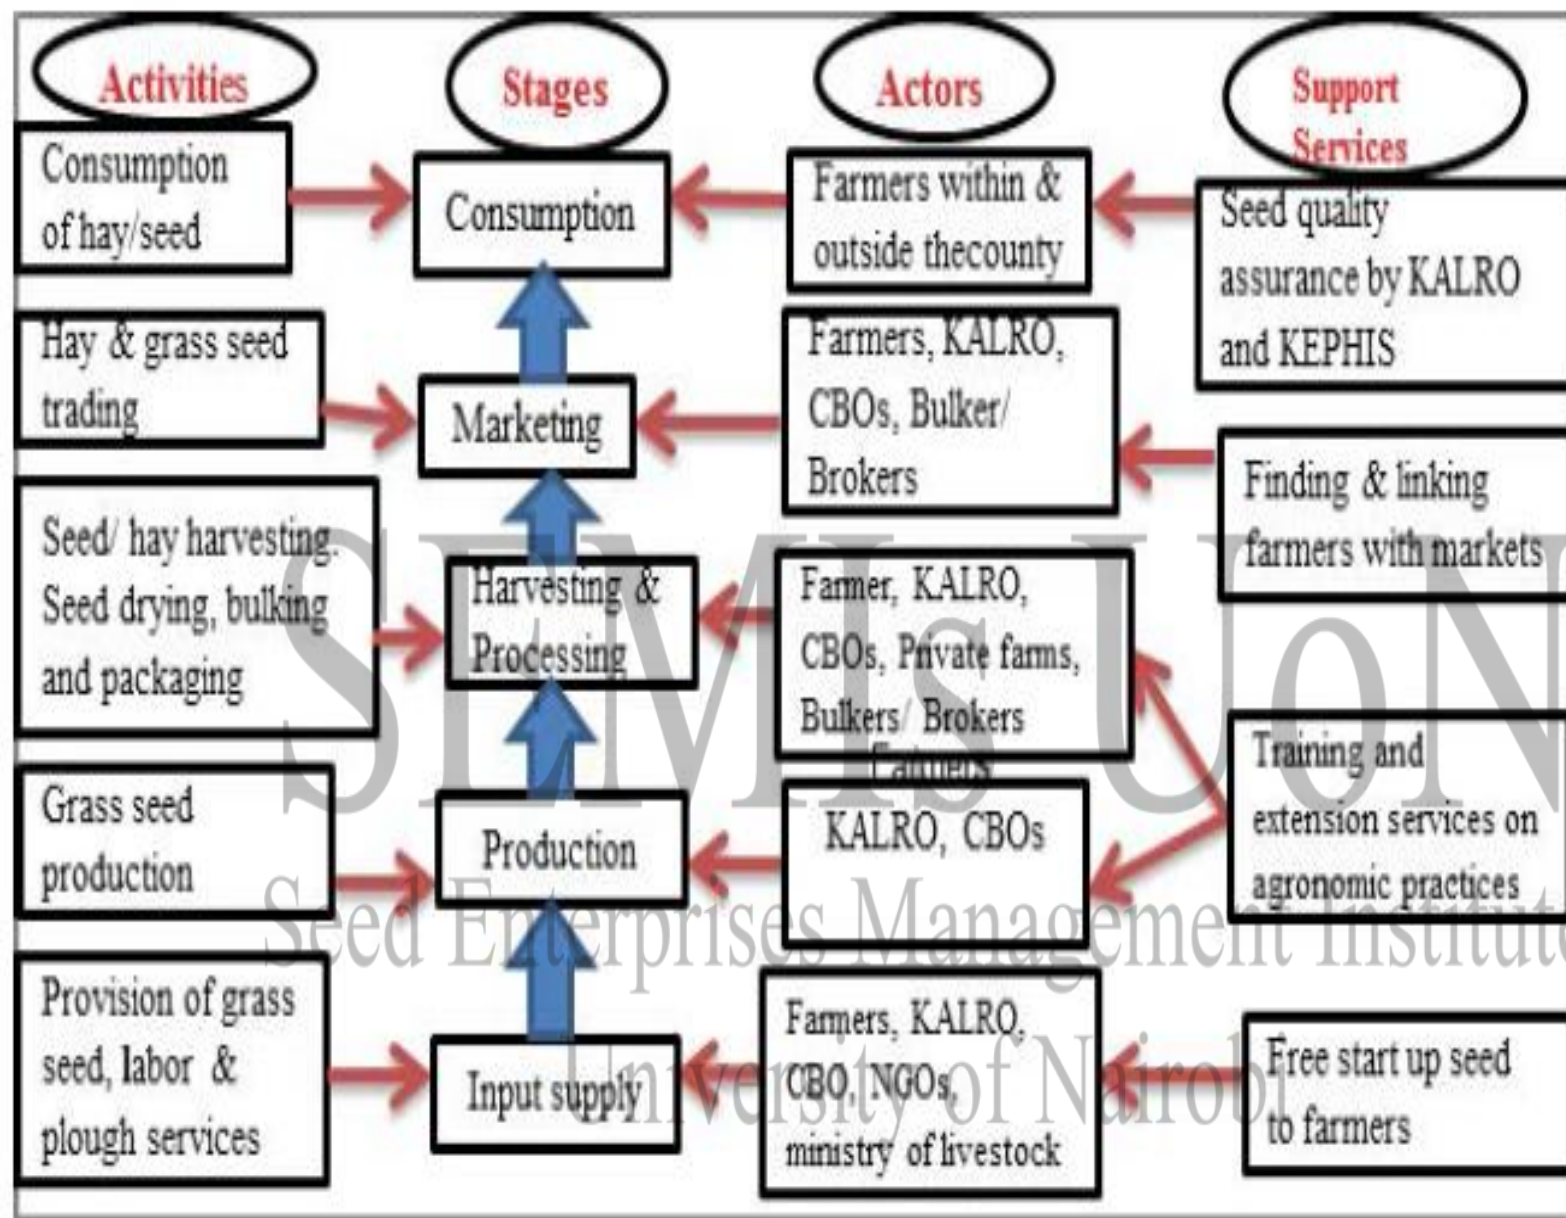 Activities
Stages
Actors
Support
Services
Consumption
of hay/seed
Consumption
Farmers within &
outside thecounty
Seed quality
assurance by KALRO
and KEPHIS
Hay & grass seed
trading
Marketing
Farmers, KALRO,
CBOs, Bulker/
Brokers
Finding & linking
farmers with markets
Seed/ hay harvesting.
Seed drying, bulking
and packaging
Harvesting &
Processing
Farmer, KALRO,
CBOs, Private farms,
Bulkers/ Brokers
Training and
extension services on
agronomic practices
Grass seed
production
Production
Farmers
KALRO, CBOs
Provision of grass
seed, labor &
plough services
Input supply
Farmers, KALRO,
CBO, NGOs,
ministry of livestock
Free start up seed
to farmers
SEMIs UoN
Seed Enterprises Management Institute
University of Nairobi